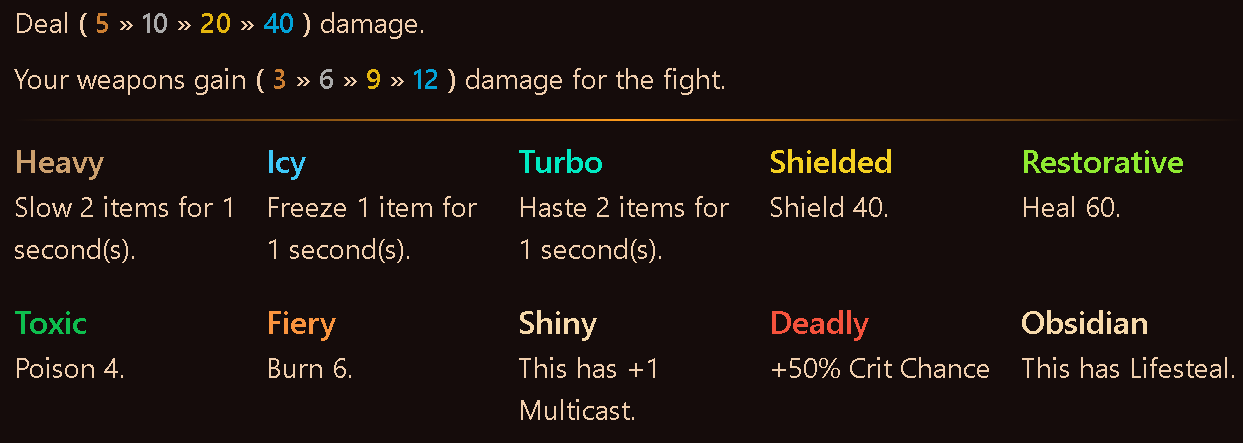 Deal ( 5 » 10 » 20 » 40 ) damage.
Your weapons gain ( 3 » 6 » 9 » 12 ) damage for the fight.
Heavy
Slow 2 items for 1
second(s).
Icy
Freeze 1 item for
1 second(s).
Turbo
Haste 2 items for
1 second(s).
Shielded
Shield 40.
Restorative
Heal 60.
Toxic
Poison 4.
Fiery
Burn 6.
Shiny
This has +1
Multicast.
Deadly
+50% Crit Chance
Obsidian
This has Lifesteal.